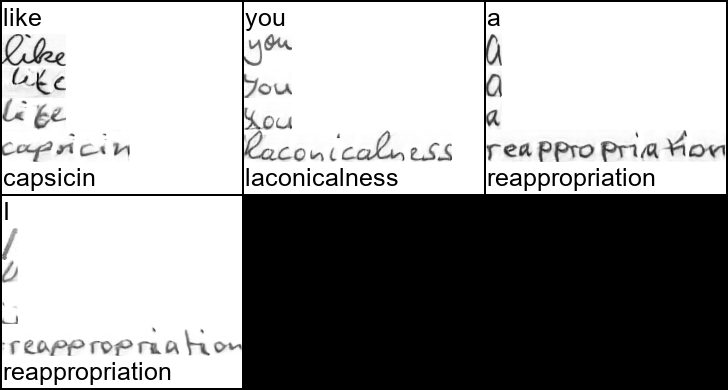 like
like
like
like
capsicin
capsicin
you
you
you
you
laconicalness
laconicalness
a
a
a
a
reappropriation
reappropriation
I
reappropriation
reappropriation